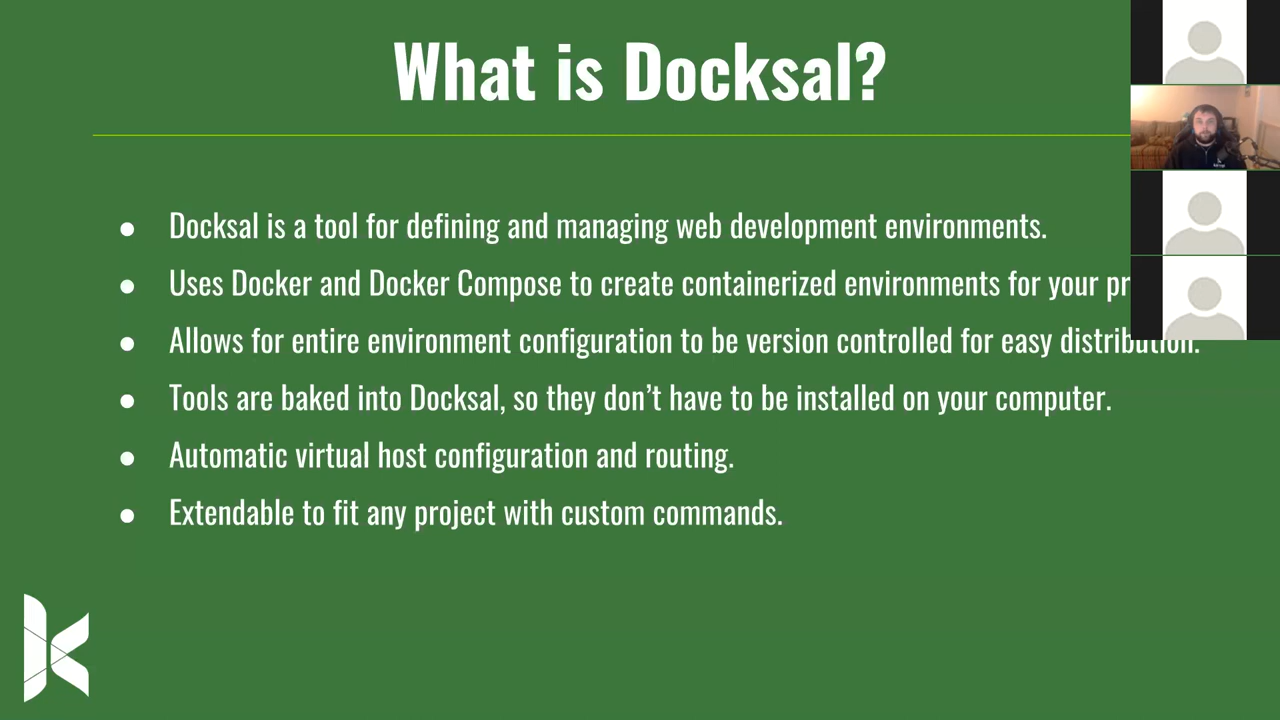 What is Docksal?
● Docksal is a tool for defining and managing web development environments.
● Uses Docker and Docker Compose to create containerized environments for your
● Allows for entire environment configuration to be version controlled for easy distribution.
● Tools are baked into Docksal, so they don’t have to be installed on your computer.
● Automatic virtual host configuration and routing.
● Extendable to fit any project with custom commands.